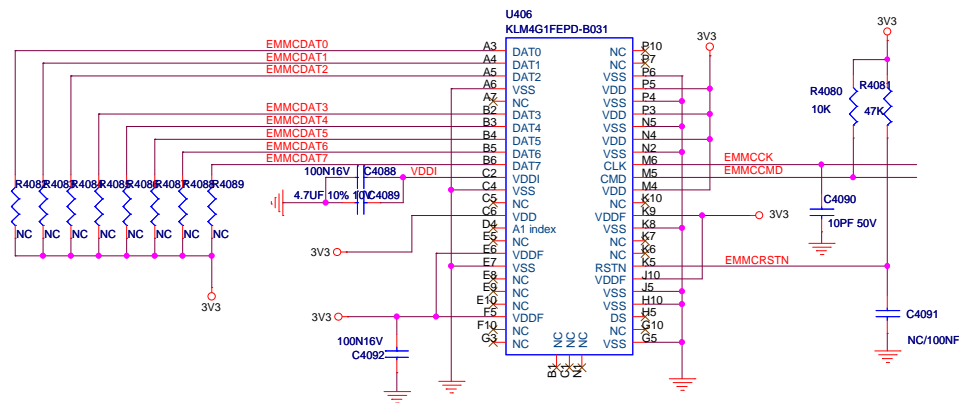 U406
KLM4G1FEPD-B031
EMMCDAT0
A3
DAT0
NC
P10
EMMCDAT1
A4
DAT1
NC
P7
EMMCDAT2
A5
DAT2
VSS
P6
A6
VSS
VDD
P5
A7
NC
VSS
P4
EMMCDAT3
B2
DAT3
VDD
P3
EMMCDAT4
B3
DAT4
VSS
N5
EMMCDAT5
B4
DAT5
VDD
N4
EMMCDAT6
B5
DAT6
VSS
N2
EMMCDAT7
B6
DAT7
CLK
M6
EMMCCK
VDDI
C2
VDDI
CMD
M5
EMMCCMD
C4
VSS
VDD
M4
C5
NC
NC
K10
C6
VDD
VDDF
K9
3V3
D4
A1 index
VSS
K8
E5
NC
NC
K7
E6
VDDF
NC
K6
E7
VSS
RSTN
K5
EMMCRSTN
E8
NC
VDDF
J10
E9
NC
VSS
J5
E10
NC
VSS
H10
F5
VDDF
DS
H5
F10
NC
NC
G10
G3
NC
VSS
G5
NC
NC
NC
B1
C1
N1
100N16V
C4088
4.7UF 10% 10V
C4089
R4082
R4083
R4084
R4085
R4086
R4087
R4088
R4089
NC
NC
NC
NC
NC
NC
NC
NC
3V3
3V3
3V3
100N16V
C4092
3V3
3V3
R4080
10K
R4081
47K
C4090
10PF 50V
C4091
NC/100NF